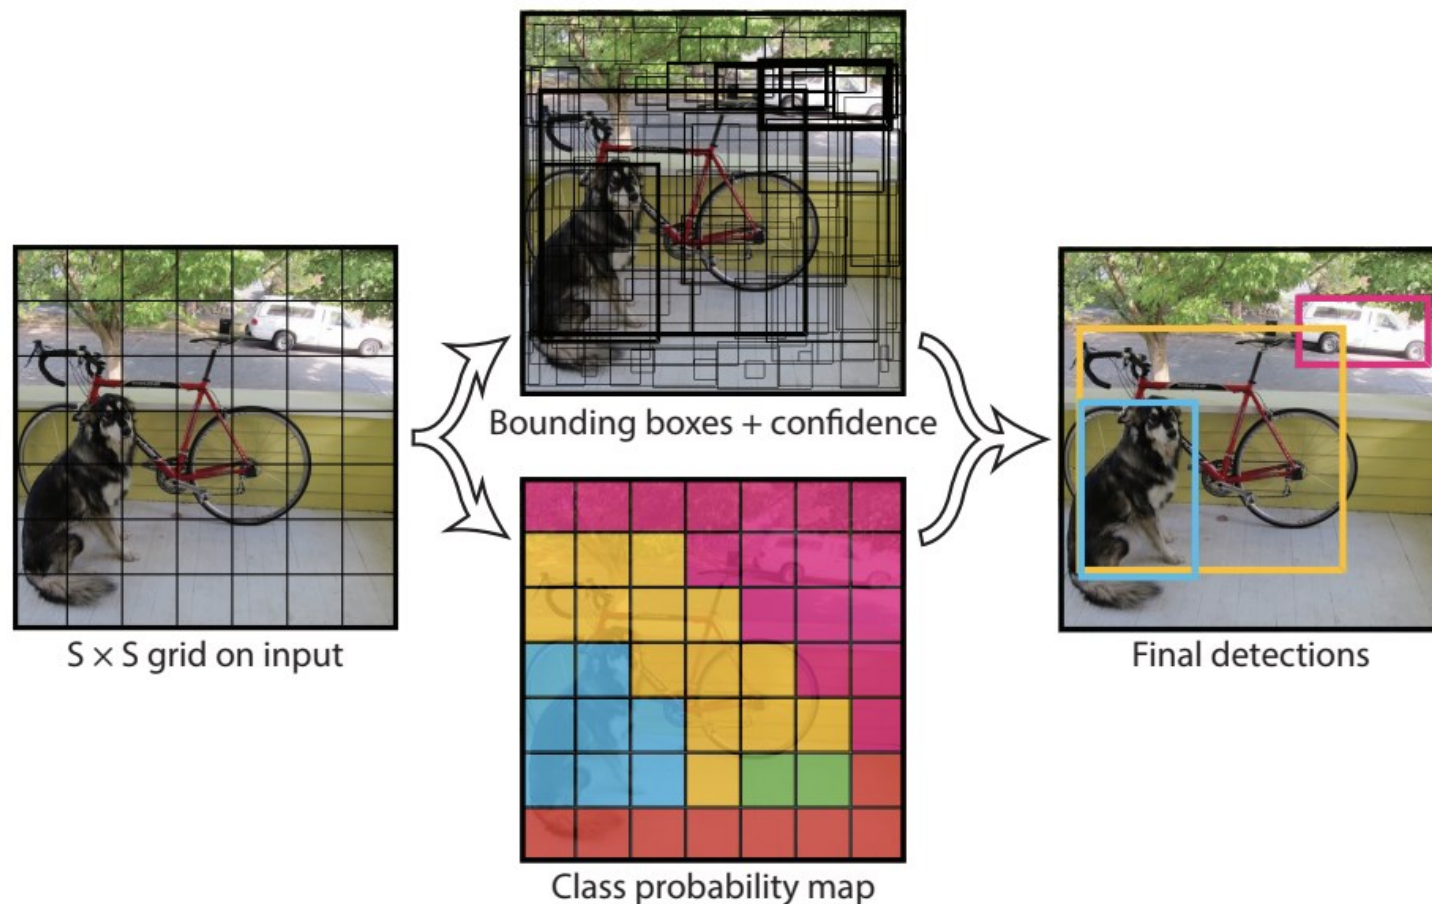 Bounding boxes + confidence
S × S grid on input
Final detections
Class probability map